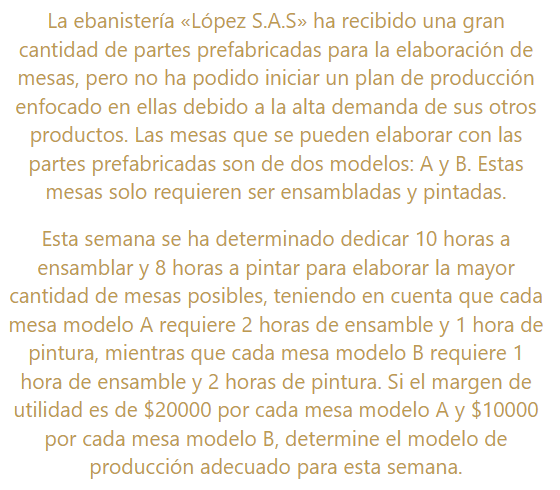 La ebanistería «López S.A.S» ha recibido una gran
cantidad de partes prefabricadas para la elaboración de
mesas, pero no ha podido iniciar un plan de producción
enfocado en ellas debido a la alta demanda de sus otros
productos. Las mesas que se pueden elaborar con las
partes prefabricadas son de dos modelos: A y B. Estas
mesas solo requieren ser ensambladas y pintadas.
Esta semana se ha determinado dedicar 10 horas a
ensamblar y 8 horas a pintar para elaborar la mayor
cantidad de mesas posibles, teniendo en cuenta que cada
mesa modelo A requiere 2 horas de ensamble y 1 hora de
pintura, mientras que cada mesa modelo B requiere 1
hora de ensamble y 2 horas de pintura. Si el margen de
utilidad es de $20000 por cada mesa modelo A y $10000
por cada mesa modelo B, determine el modelo de
producción adecuado para esta semana.